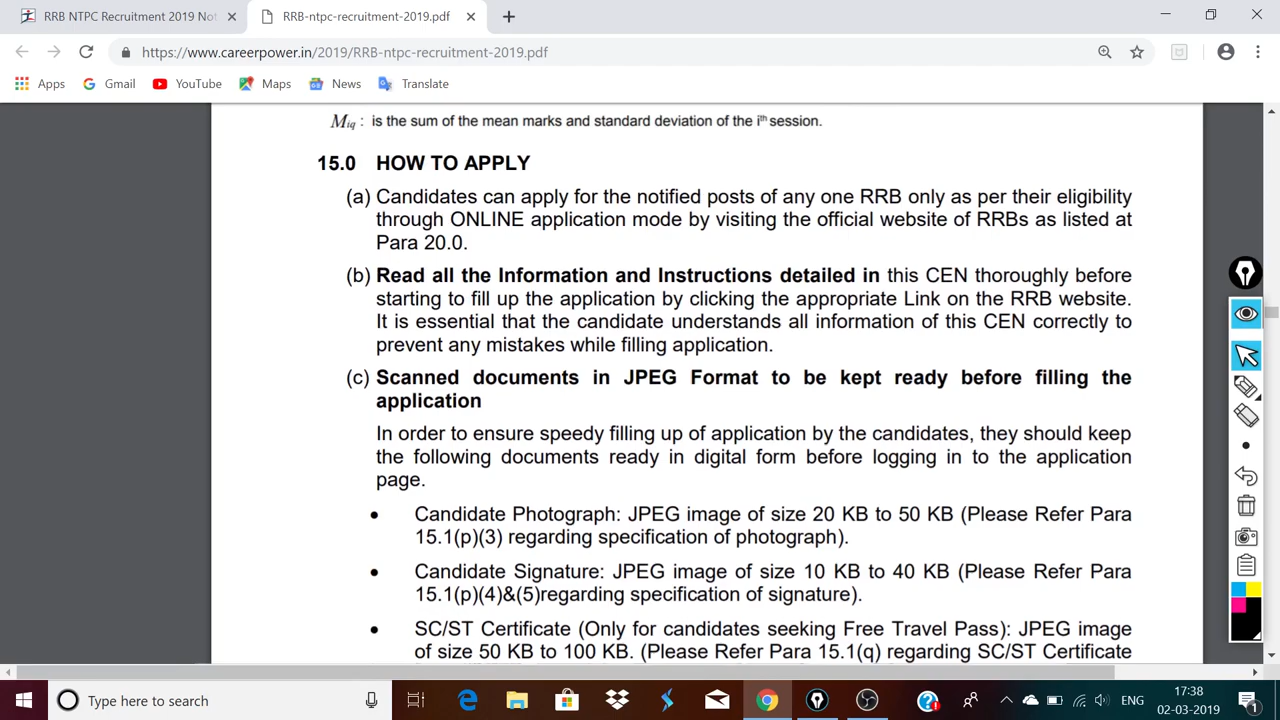 RRB NTPC Recruitment 2019 Not
RRB-ntpc-recruitment-2019.pdf
https://www.careerpower.in/2019/RRB-ntpc-recruitment-2019.pdf
Apps Gmail YouTube Maps News Translate
Miq : is the sum of the mean marks and standard deviation of the ith session.
15.0 HOW TO APPLY
(a) Candidates can apply for the notified posts of any one RRB only as per their eligibility
through ONLINE application mode by visiting the official website of RRBs as listed at
Para 20.0.
(b) Read all the Information and Instructions detailed in this CEN thoroughly before
starting to fill up the application by clicking the appropriate Link on the RRB website.
It is essential that the candidate understands all information of this CEN correctly to
prevent any mistakes while filling application.
(c) Scanned documents in JPEG Format to be kept ready before filling the
application
In order to ensure speedy filling up of application by the candidates, they should keep
the following documents ready in digital form before logging in to the application
page.
• Candidate Photograph: JPEG image of size 20 KB to 50 KB (Please Refer Para
15.1(p)(3) regarding specification of photograph).
• Candidate Signature: JPEG image of size 10 KB to 40 KB (Please Refer Para
15.1(p)(4)&(5)regarding specification of signature).
• SC/ST Certificate (Only for candidates seeking Free Travel Pass): JPEG image
of size 50 KB to 100 KB. (Please Refer Para 15.1(q) regarding SC/ST Certificate
Type here to search
ENG
17:38
02-03-2019
1